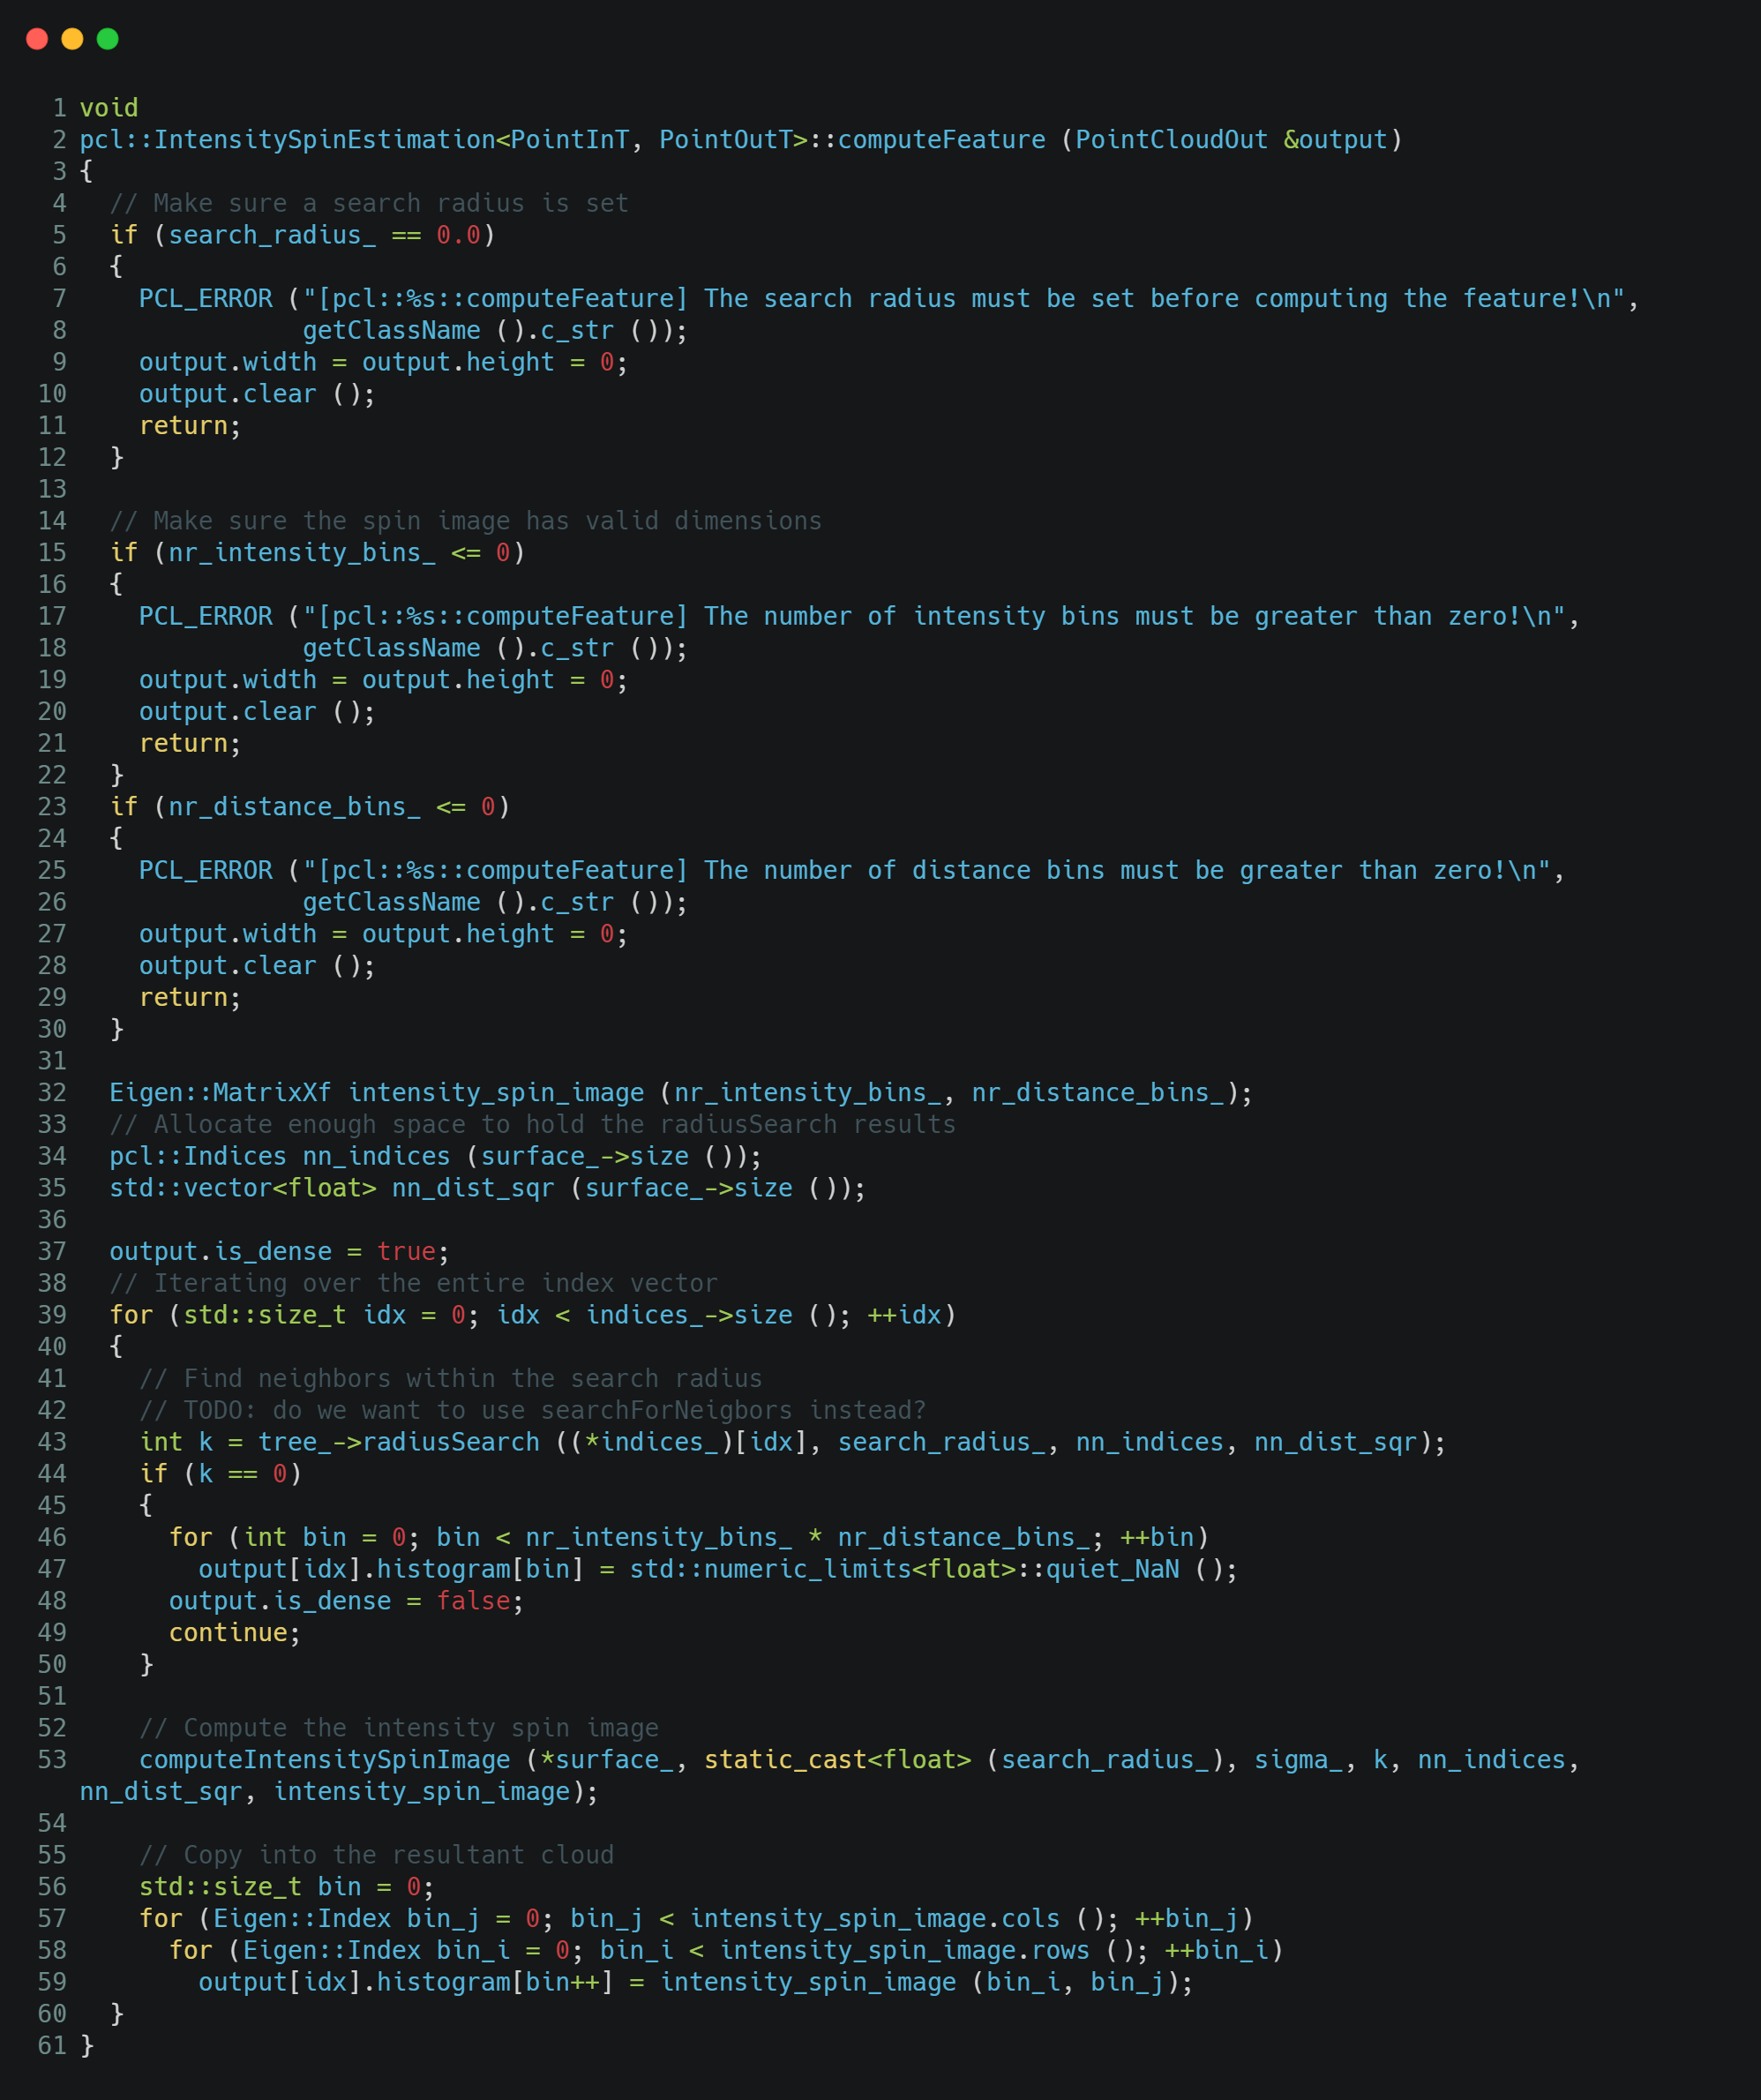 1 void
2 pcl::IntensitySpinEstimation<PointInT, PointOutT>::computeFeature (PointCloudOut &output)
3 {
4   // Make sure a search radius is set
5   if (search_radius_ == 0.0)
6   {
7     PCL_ERROR ("[pcl::%s::computeFeature] The search radius must be set before computing the feature!\n",
8                getClassName ().c_str ());
9     output.width = output.height = 0;
10     output.clear ();
11     return;
12   }
13
14   // Make sure the spin image has valid dimensions
15   if (nr_intensity_bins_ <= 0)
16   {
17     PCL_ERROR ("[pcl::%s::computeFeature] The number of intensity bins must be greater than zero!\n",
18                getClassName ().c_str ());
19     output.width = output.height = 0;
20     output.clear ();
21     return;
22   }
23   if (nr_distance_bins_ <= 0)
24   {
25     PCL_ERROR ("[pcl::%s::computeFeature] The number of distance bins must be greater than zero!\n",
26                getClassName ().c_str ());
27     output.width = output.height = 0;
28     output.clear ();
29     return;
30   }
31
32   Eigen::MatrixXf intensity_spin_image (nr_intensity_bins_, nr_distance_bins_);
33   // Allocate enough space to hold the radiusSearch results
34   pcl::Indices nn_indices (surface_->size ());
35   std::vector<float> nn_dist_sqr (surface_->size ());
36
37   output.is_dense = true;
38   // Iterating over the entire index vector
39   for (std::size_t idx = 0; idx < indices_->size (); ++idx)
40   {
41     // Find neighbors within the search radius
42     // TODO: do we want to use searchForNeigbors instead?
43     int k = tree_->radiusSearch ((*indices_)[idx], search_radius_, nn_indices, nn_dist_sqr);
44     if (k == 0)
45     {
46       for (int bin = 0; bin < nr_intensity_bins_ * nr_distance_bins_; ++bin)
47         output[idx].histogram[bin] = std::numeric_limits<float>::quiet_NaN ();
48       output.is_dense = false;
49       continue;
50     }
51
52     // Compute the intensity spin image
53     computeIntensitySpinImage (*surface_, static_cast<float> (search_radius_), sigma_, k, nn_indices,
nn_dist_sqr, intensity_spin_image);
54
55     // Copy into the resultant cloud
56     std::size_t bin = 0;
57     for (Eigen::Index bin_j = 0; bin_j < intensity_spin_image.cols (); ++bin_j)
58       for (Eigen::Index bin_i = 0; bin_i < intensity_spin_image.rows (); ++bin_i)
59         output[idx].histogram[bin++] = intensity_spin_image (bin_i, bin_j);
60   }
61 }